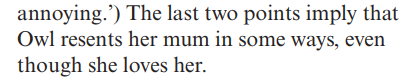 annoying.’) The last two points imply that
Owl resents her mum in some ways, even
though she loves her.